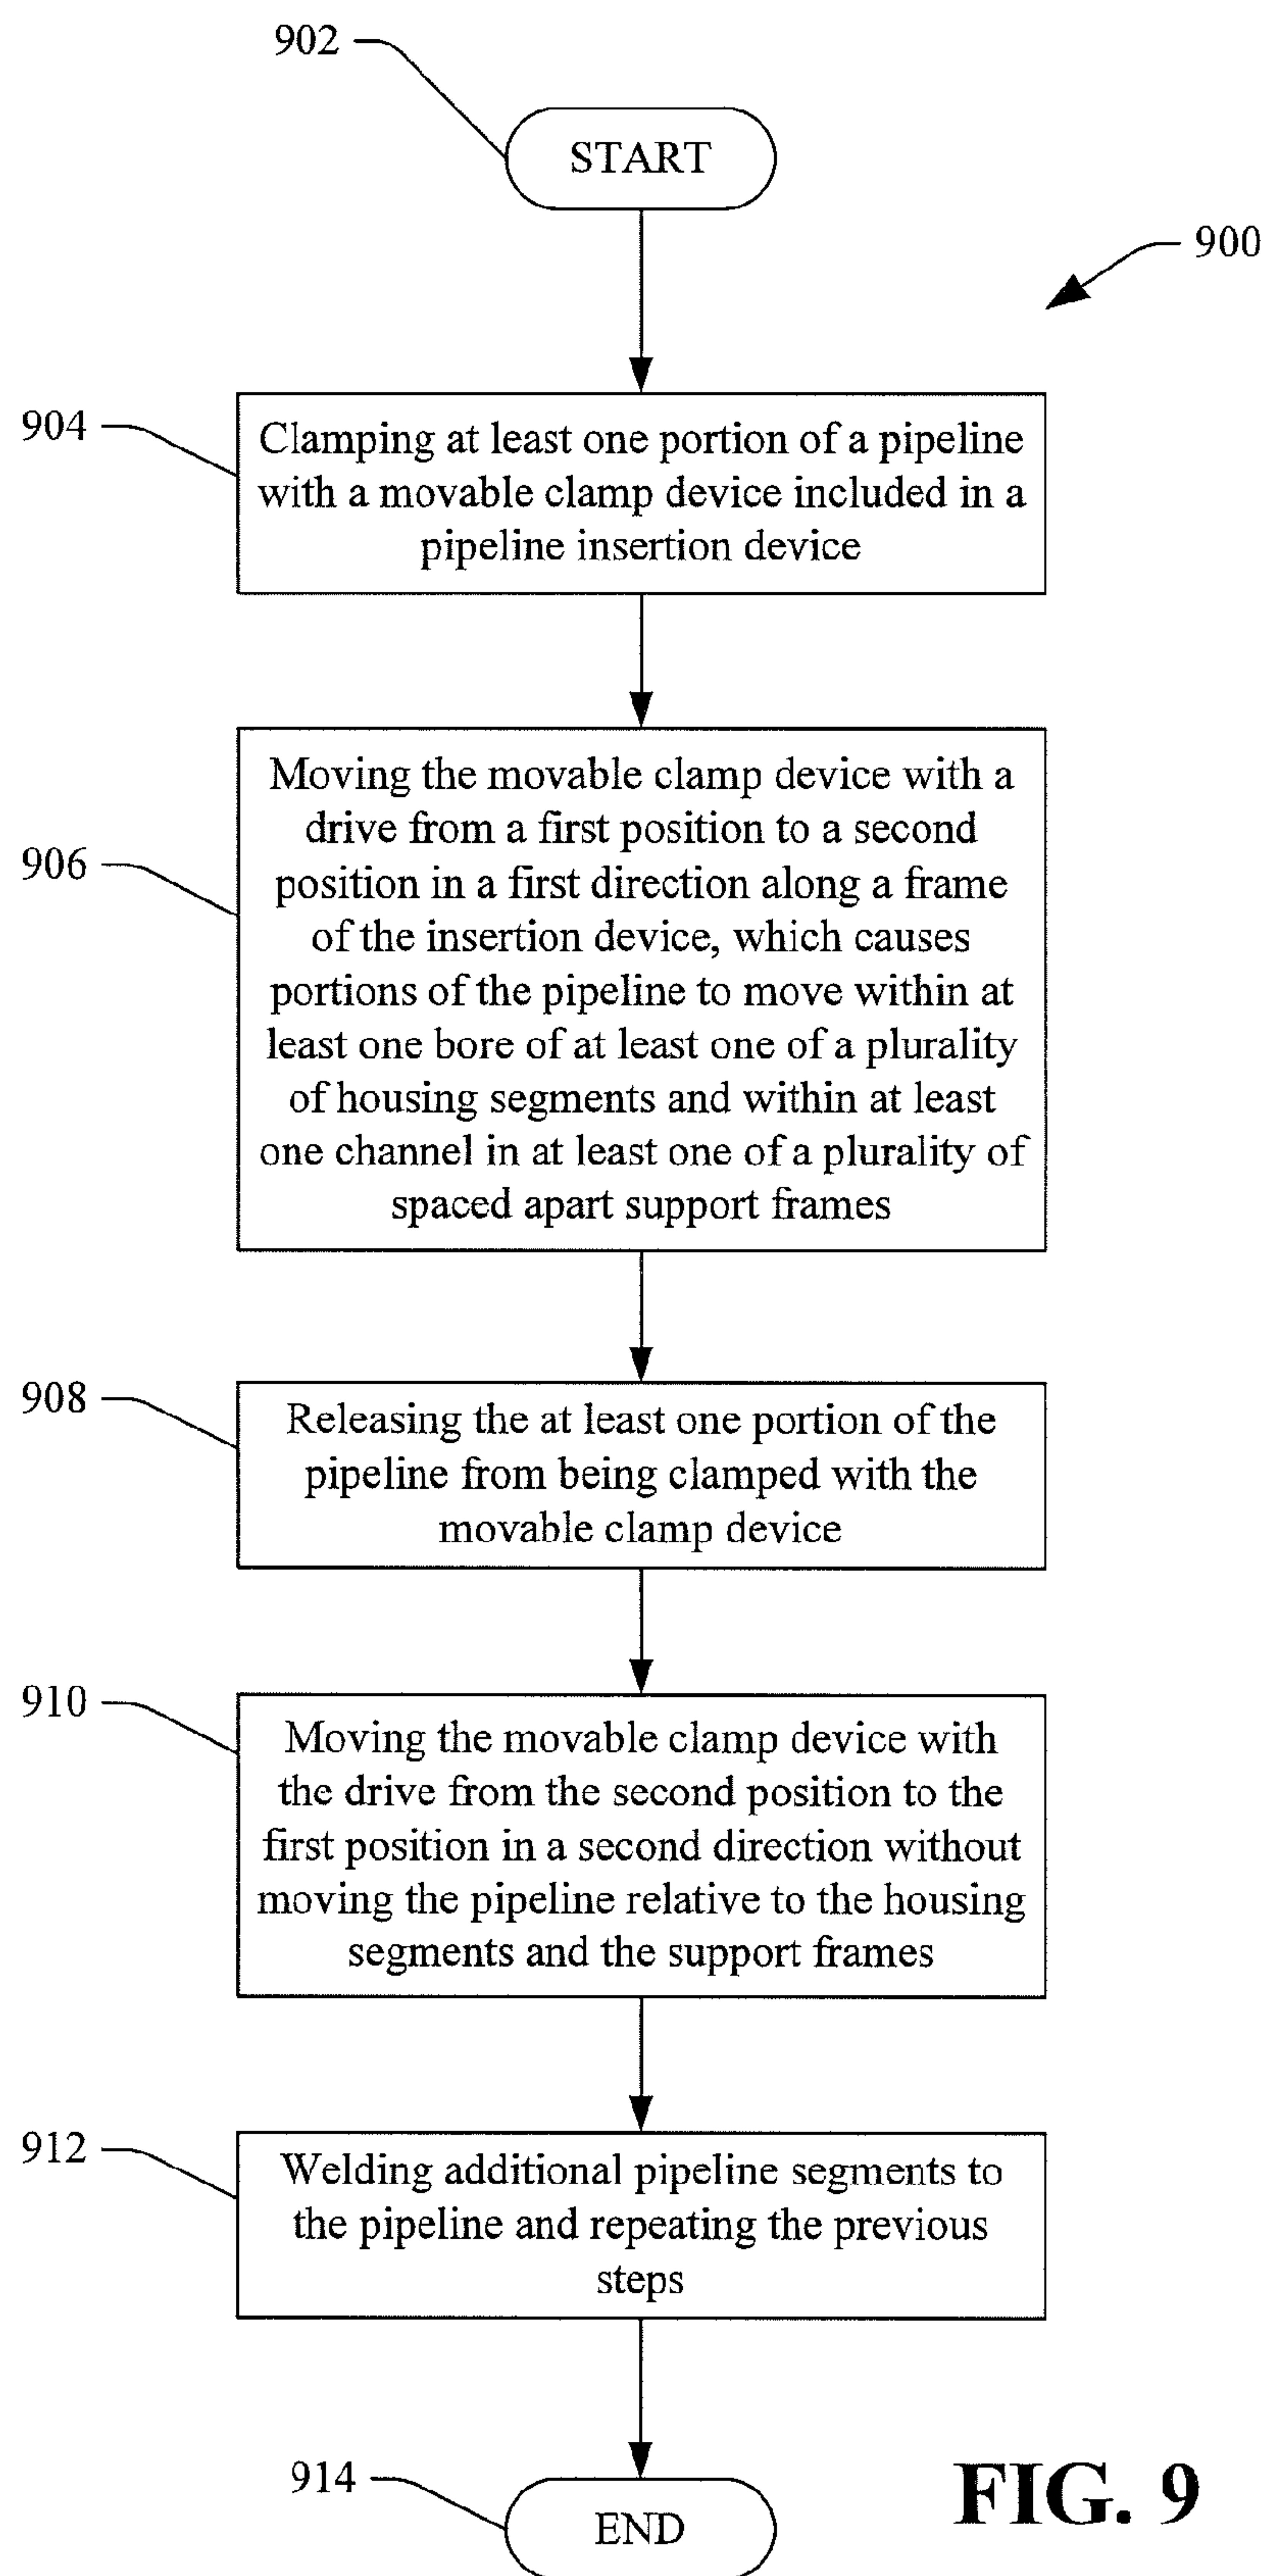 902
START
900
904
Clamping at least one portion of a pipeline
with a movable clamp device included in a
pipeline insertion device
906
Moving the movable clamp device with a
drive from a first position to a second
position in a first direction along a frame
of the insertion device, which causes
portions of the pipeline to move within at
least one bore of at least one of a plurality
of housing segments and within at least
one channel in at least one of a plurality of
spaced apart support frames
908
Releasing the at least one portion of the
pipeline from being clamped with the
movable clamp device
910
Moving the movable clamp device with
the drive from the second position to the
first position in a second direction without
moving the pipeline relative to the housing
segments and the support frames
912
Welding additional pipeline segments to
the pipeline and repeating the previous
steps
914
END
FIG. 9